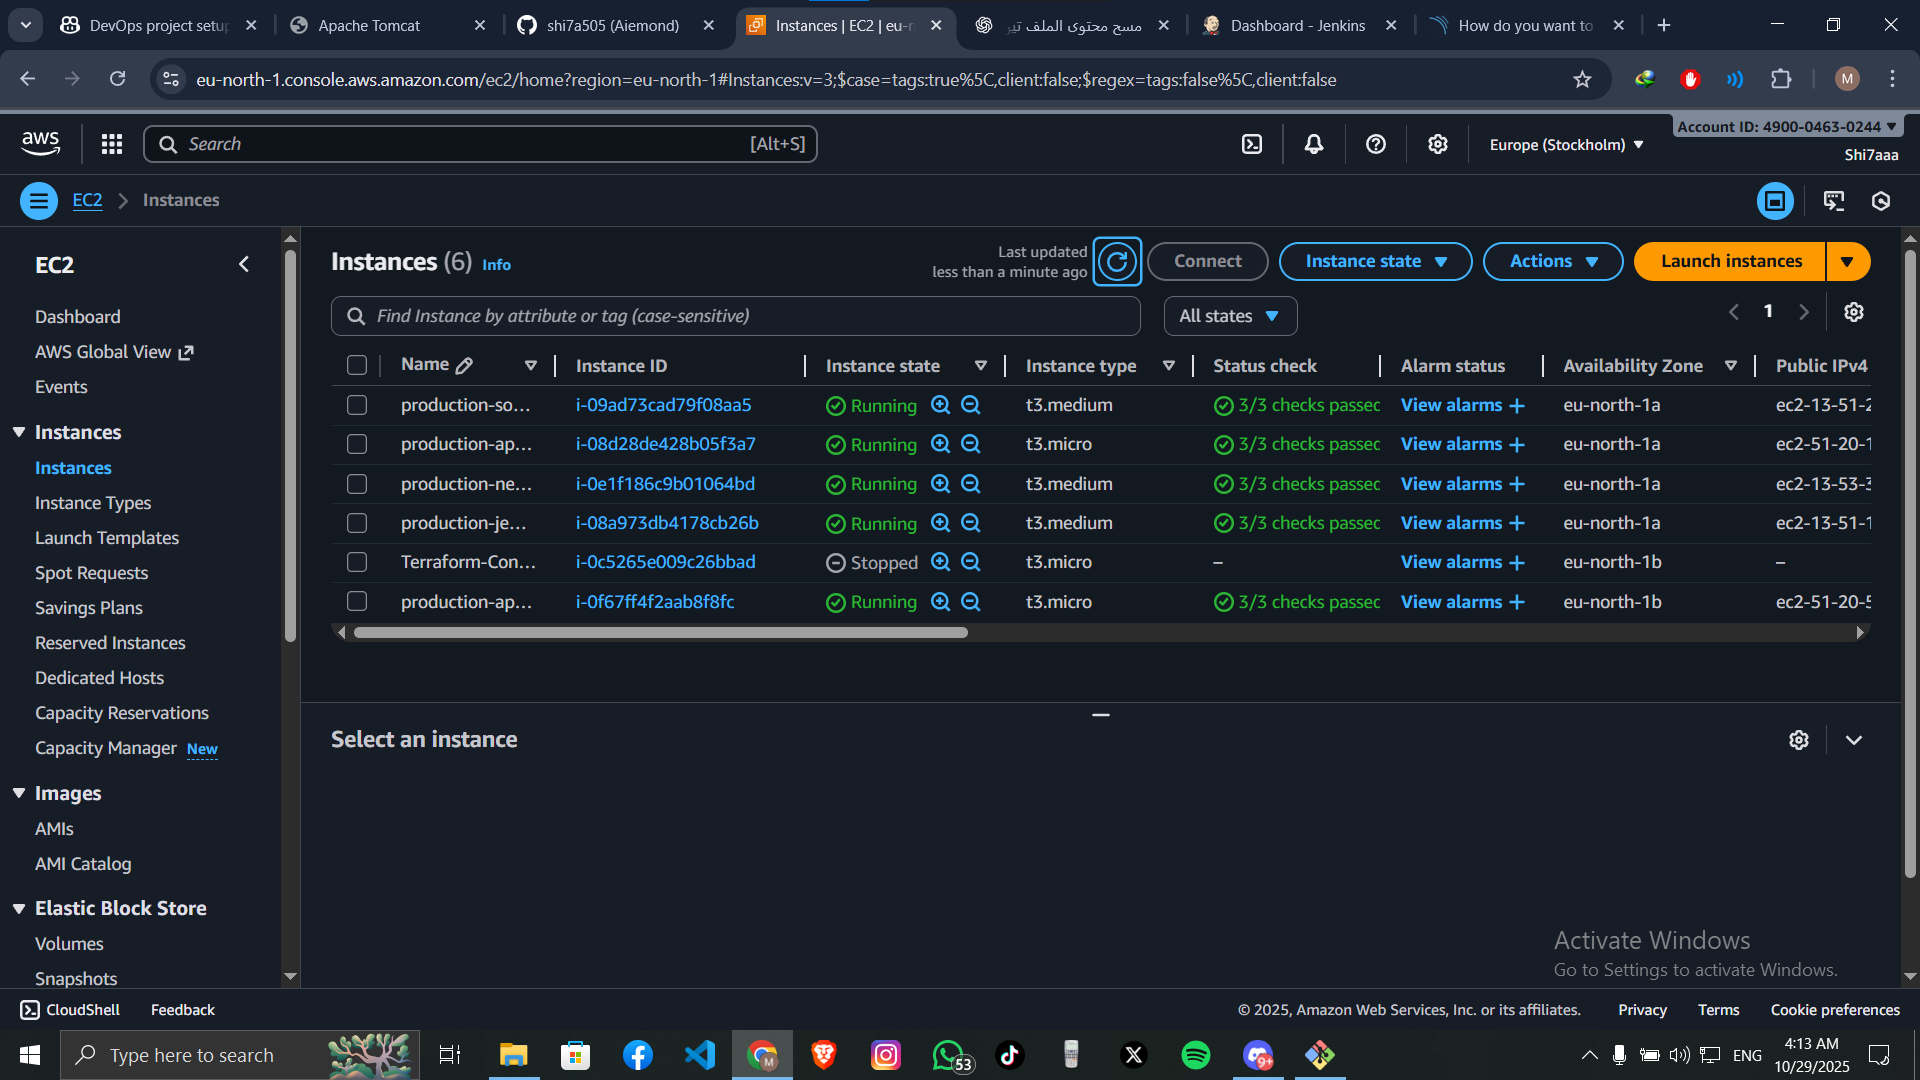 DevOps project setup
Apache Tomcat
shi7a505 (Aiemond)
Instances | EC2 | eu-n
مسح محتوى الملف تير
Dashboard - Jenkins
How do you want to
eu-north-1.console.aws.amazon.com/ec2/home?region=eu-north-1#Instances:v=3;$case=tags:true%5C,client:false;$regex=tags:false%5C,client:false
M
aws
Search
[Alt+S]
Europe (Stockholm)
Account ID: 4900-0463-0244
Shi7aaa
EC2
Instances
EC2
Dashboard
AWS Global View
Events
Instances
Instances
Instance Types
Launch Templates
Spot Requests
Savings Plans
Reserved Instances
Dedicated Hosts
Capacity Reservations
Capacity Manager New
Images
AMIs
AMI Catalog
Elastic Block Store
Volumes
Snapshots
Instances (6) Info
Last updated
less than a minute ago
Connect
Instance state
Actions
Launch instances
Find Instance by attribute or tag (case-sensitive)
All states
1
Name Instance ID Instance state Instance type Status check Alarm status Availability Zone Public IPv4
production-so... i-09ad73cad79f08aa5 Running t3.medium 3/3 checks passed View alarms + eu-north-1a ec2-13-51-2
production-ap... i-08d28de428b05f3a7 Running t3.micro 3/3 checks passed View alarms + eu-north-1a ec2-51-20-1
production-ne... i-0e1f186c9b01064bd Running t3.medium 3/3 checks passed View alarms + eu-north-1a ec2-13-53-3
production-je... i-08a973db4178cb26b Running t3.medium 3/3 checks passed View alarms + eu-north-1a ec2-13-51-1
Terraform-Con... i-0c5265e009c26bbad Stopped t3.micro – View alarms + eu-north-1b –
production-ap... i-0f67ff4f2aab8f8fc Running t3.micro 3/3 checks passed View alarms + eu-north-1b ec2-51-20-5
Select an instance
Activate Windows
Go to Settings to activate Windows.
CloudShell
Feedback
© 2025, Amazon Web Services, Inc. or its affiliates.
Privacy
Terms
Cookie preferences
Type here to search
M
53
9+
ENG
4:13 AM
10/29/2025